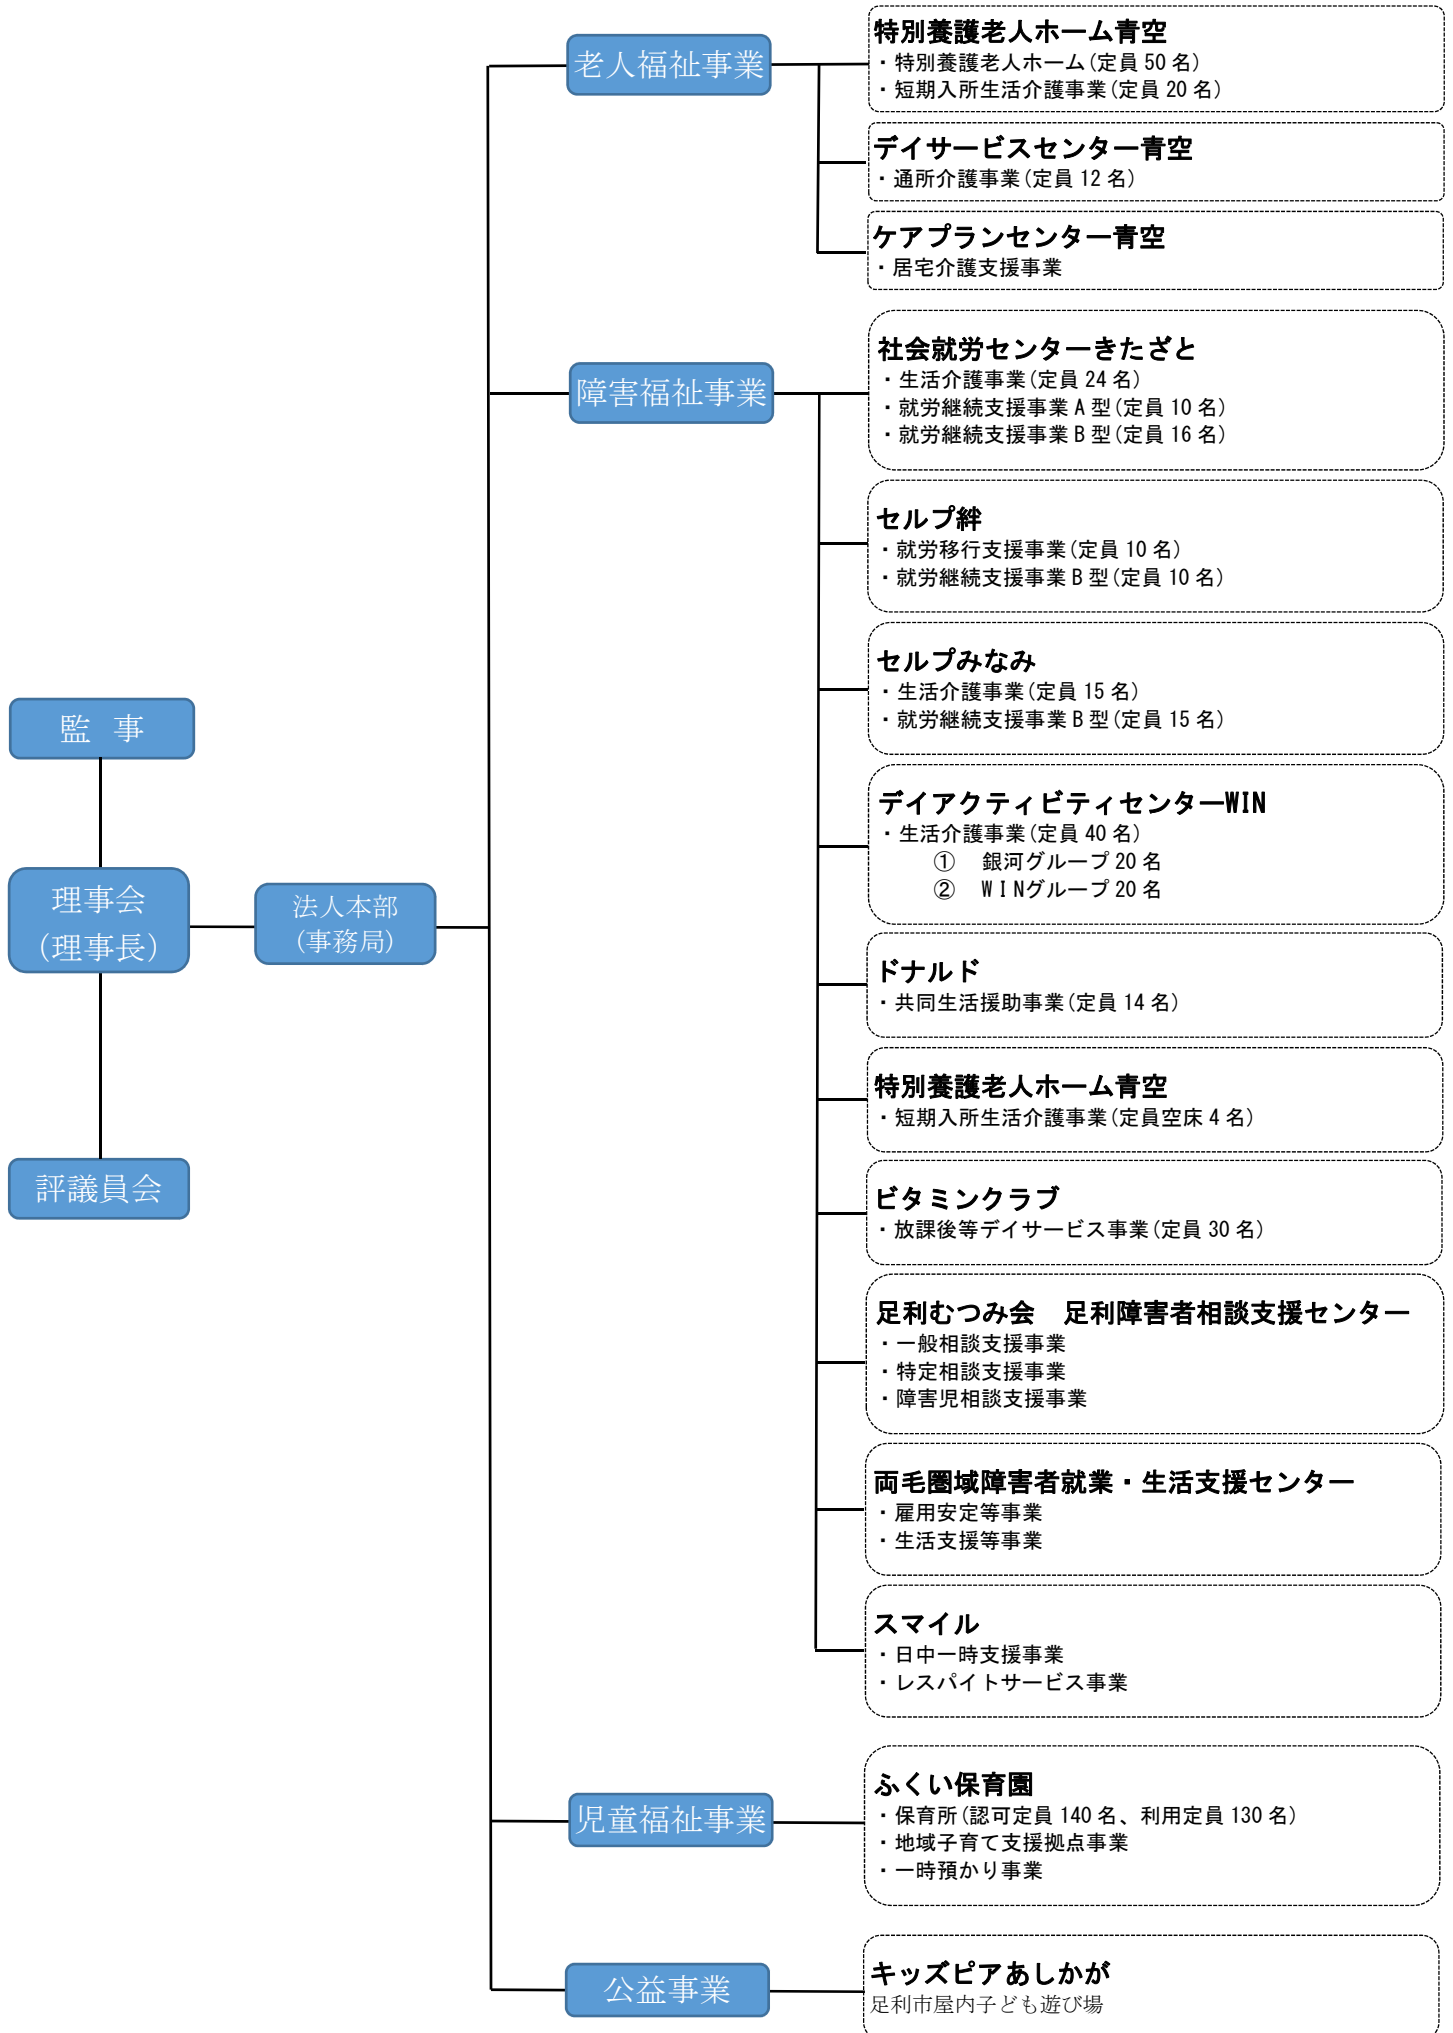 監 事
理事会
(理事長)
評議員会
法人本部
(事務局)
老人福祉事業
特別養護老人ホーム青空
・特別養護老人ホーム(定員 50 名)
・短期入所生活介護事業(定員 20 名)
デイサービスセンター青空
・通所介護事業(定員 12 名)
ケアプランセンター青空
・居宅介護支援事業
障害福祉事業
社会就労センターきたざと
・生活介護事業(定員 24 名)
・就労継続支援事業 A 型(定員 10 名)
・就労継続支援事業 B 型(定員 16 名)
セルプ絆
・就労移行支援事業(定員 10 名)
・就労継続支援事業 B 型(定員 10 名)
セルプみなみ
・生活介護事業(定員 15 名)
・就労継続支援事業 B 型(定員 15 名)
デイアクティビティセンターWIN
・生活介護事業(定員 40 名)
① 銀河グループ 20 名
② WINグループ 20 名
ドナルド
・共同生活援助事業(定員 14 名)
特別養護老人ホーム青空
・短期入所生活介護事業(定員空床 4 名)
ビタミンクラブ
・放課後等デイサービス事業(定員 30 名)
足利むつみ会　足利障害者相談支援センター
・一般相談支援事業
・特定相談支援事業
・障害児相談支援事業
両毛圏域障害者就業・生活支援センター
・雇用安定等事業
・生活支援等事業
スマイル
・日中一時支援事業
・レスパイトサービス事業
児童福祉事業
ふくい保育園
・保育所(認可定員 140 名、利用定員 130 名)
・地域子育て支援拠点事業
・一時預かり事業
公益事業
キッズピアあしかが
足利市屋内子ども遊び場